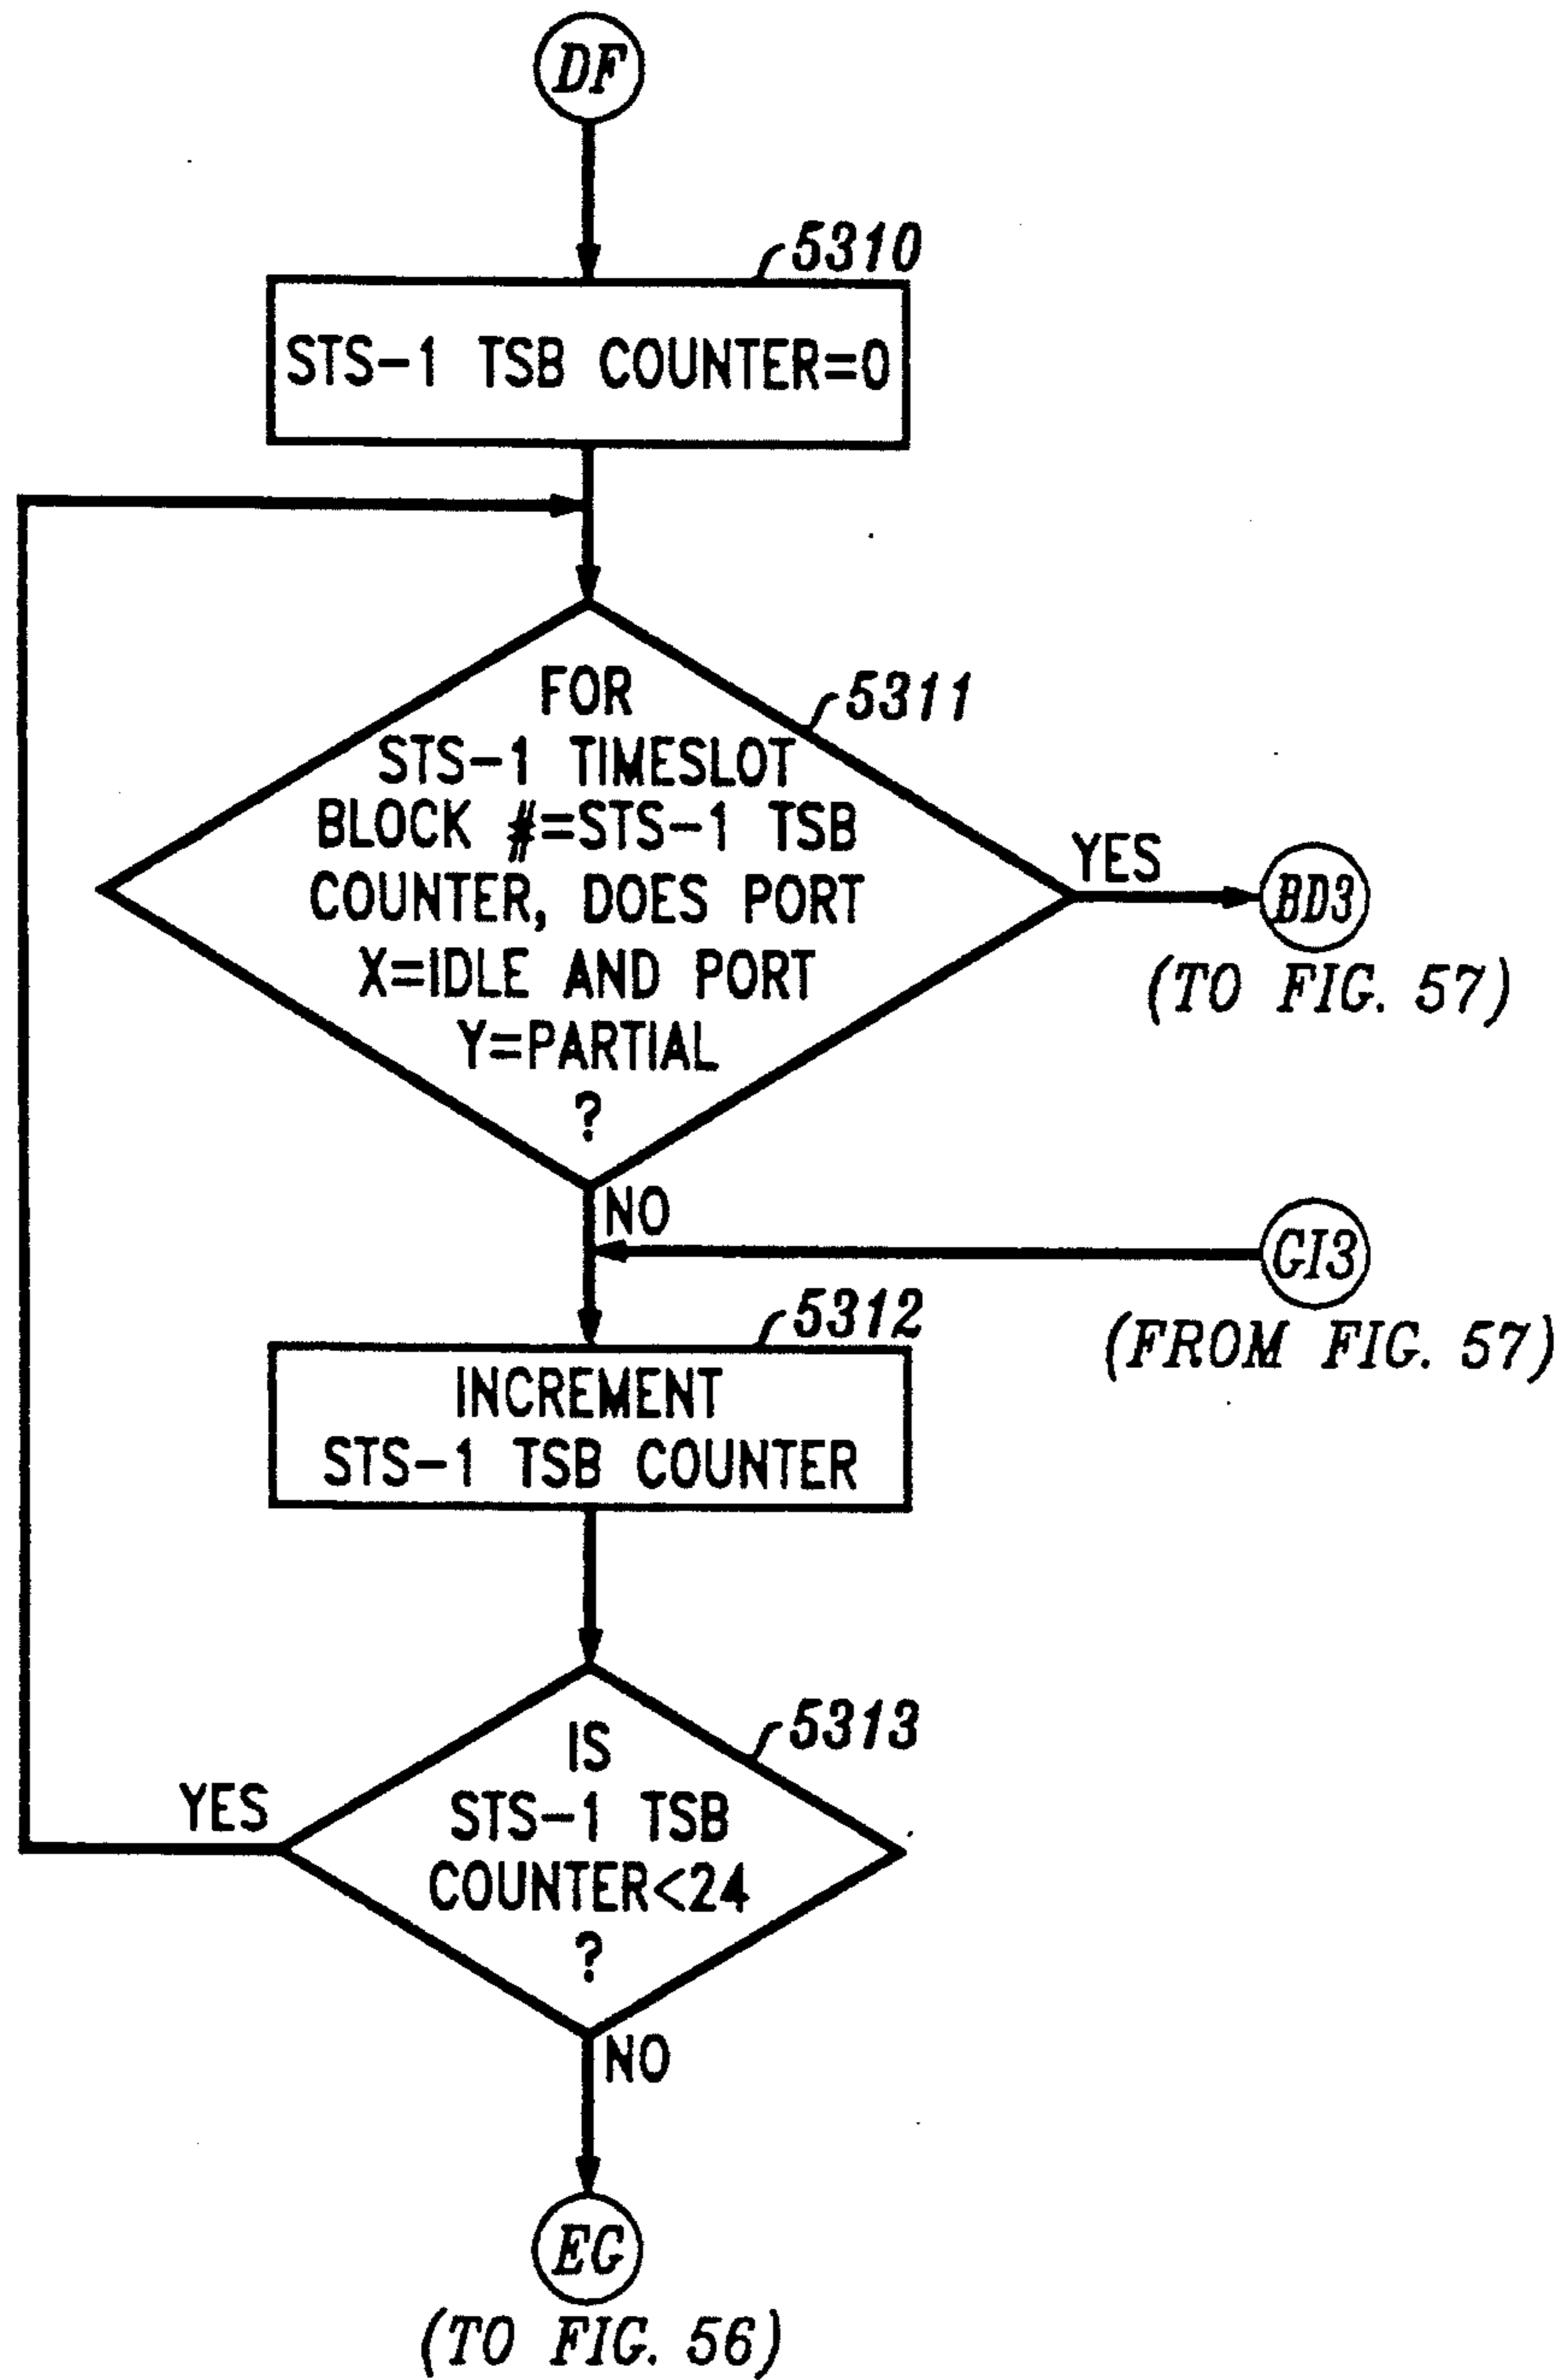 DF
5310
STS-1 TSB COUNTER=0
FOR
5311
STS-1 TIMESLOT
BLOCK #=STS-1 TSB
COUNTER, DOES PORT
X=IDLE AND PORT
Y=PARTIAL
?
YES
BD3
(TO FIG. 57)
NO
GI3
(FROM FIG. 57)
5312
INCREMENT
STS-1 TSB COUNTER
5313
IS
STS-1 TSB
COUNTER<24
?
YES
NO
EG
(TO FIG. 56)